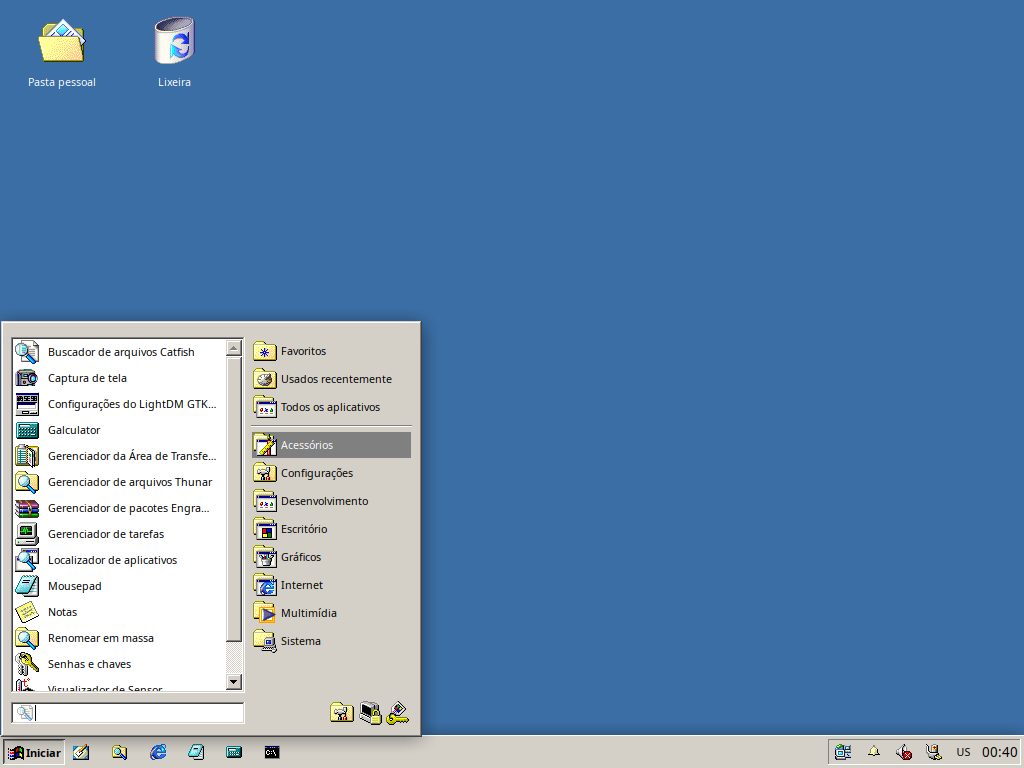 Pasta pessoal
Lixeira
Buscador de arquivos Catfish
Captura de tela
Configurações do LightDM GTK...
Galculator
Gerenciador da Área de Transfe...
Gerenciador de arquivos Thunar
Gerenciador de pacotes Engra...
Gerenciador de tarefas
Localizador de aplicativos
Mousepad
Notas
Renomear em massa
Senhas e chaves
Visualizador de Sensor
Favoritos
Usados recentemente
Todos os aplicativos
Acessórios
Configurações
Desenvolvimento
Escritório
Gráficos
Internet
Multimídia
Sistema
Iniciar
C:\
US
00:40